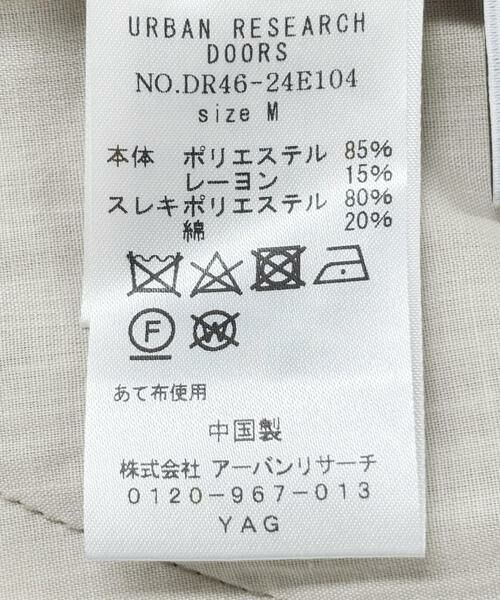 URBAN RESEARCH
DOORS
NO.DR46-24E104
size M
本体 ポリエステル 85%
レーヨン 15%
スレキポリエステル 80%
綿 20%
F W
あて布使用
中国製
株式会社 アーバンリサーチ
0120-967-013
YAG